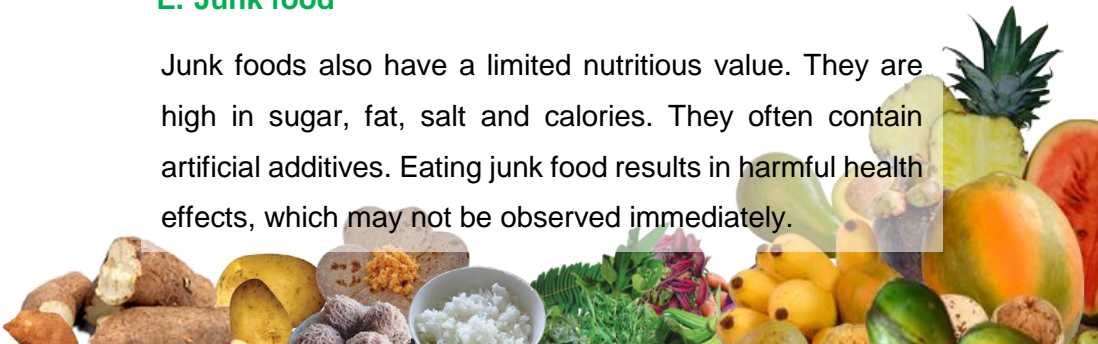 E. Junk food
Junk foods also have a limited nutritious value. They are
high in sugar, fat, salt and calories. They often contain
artificial additives. Eating junk food results in harmful health
effects, which may not be observed immediately.